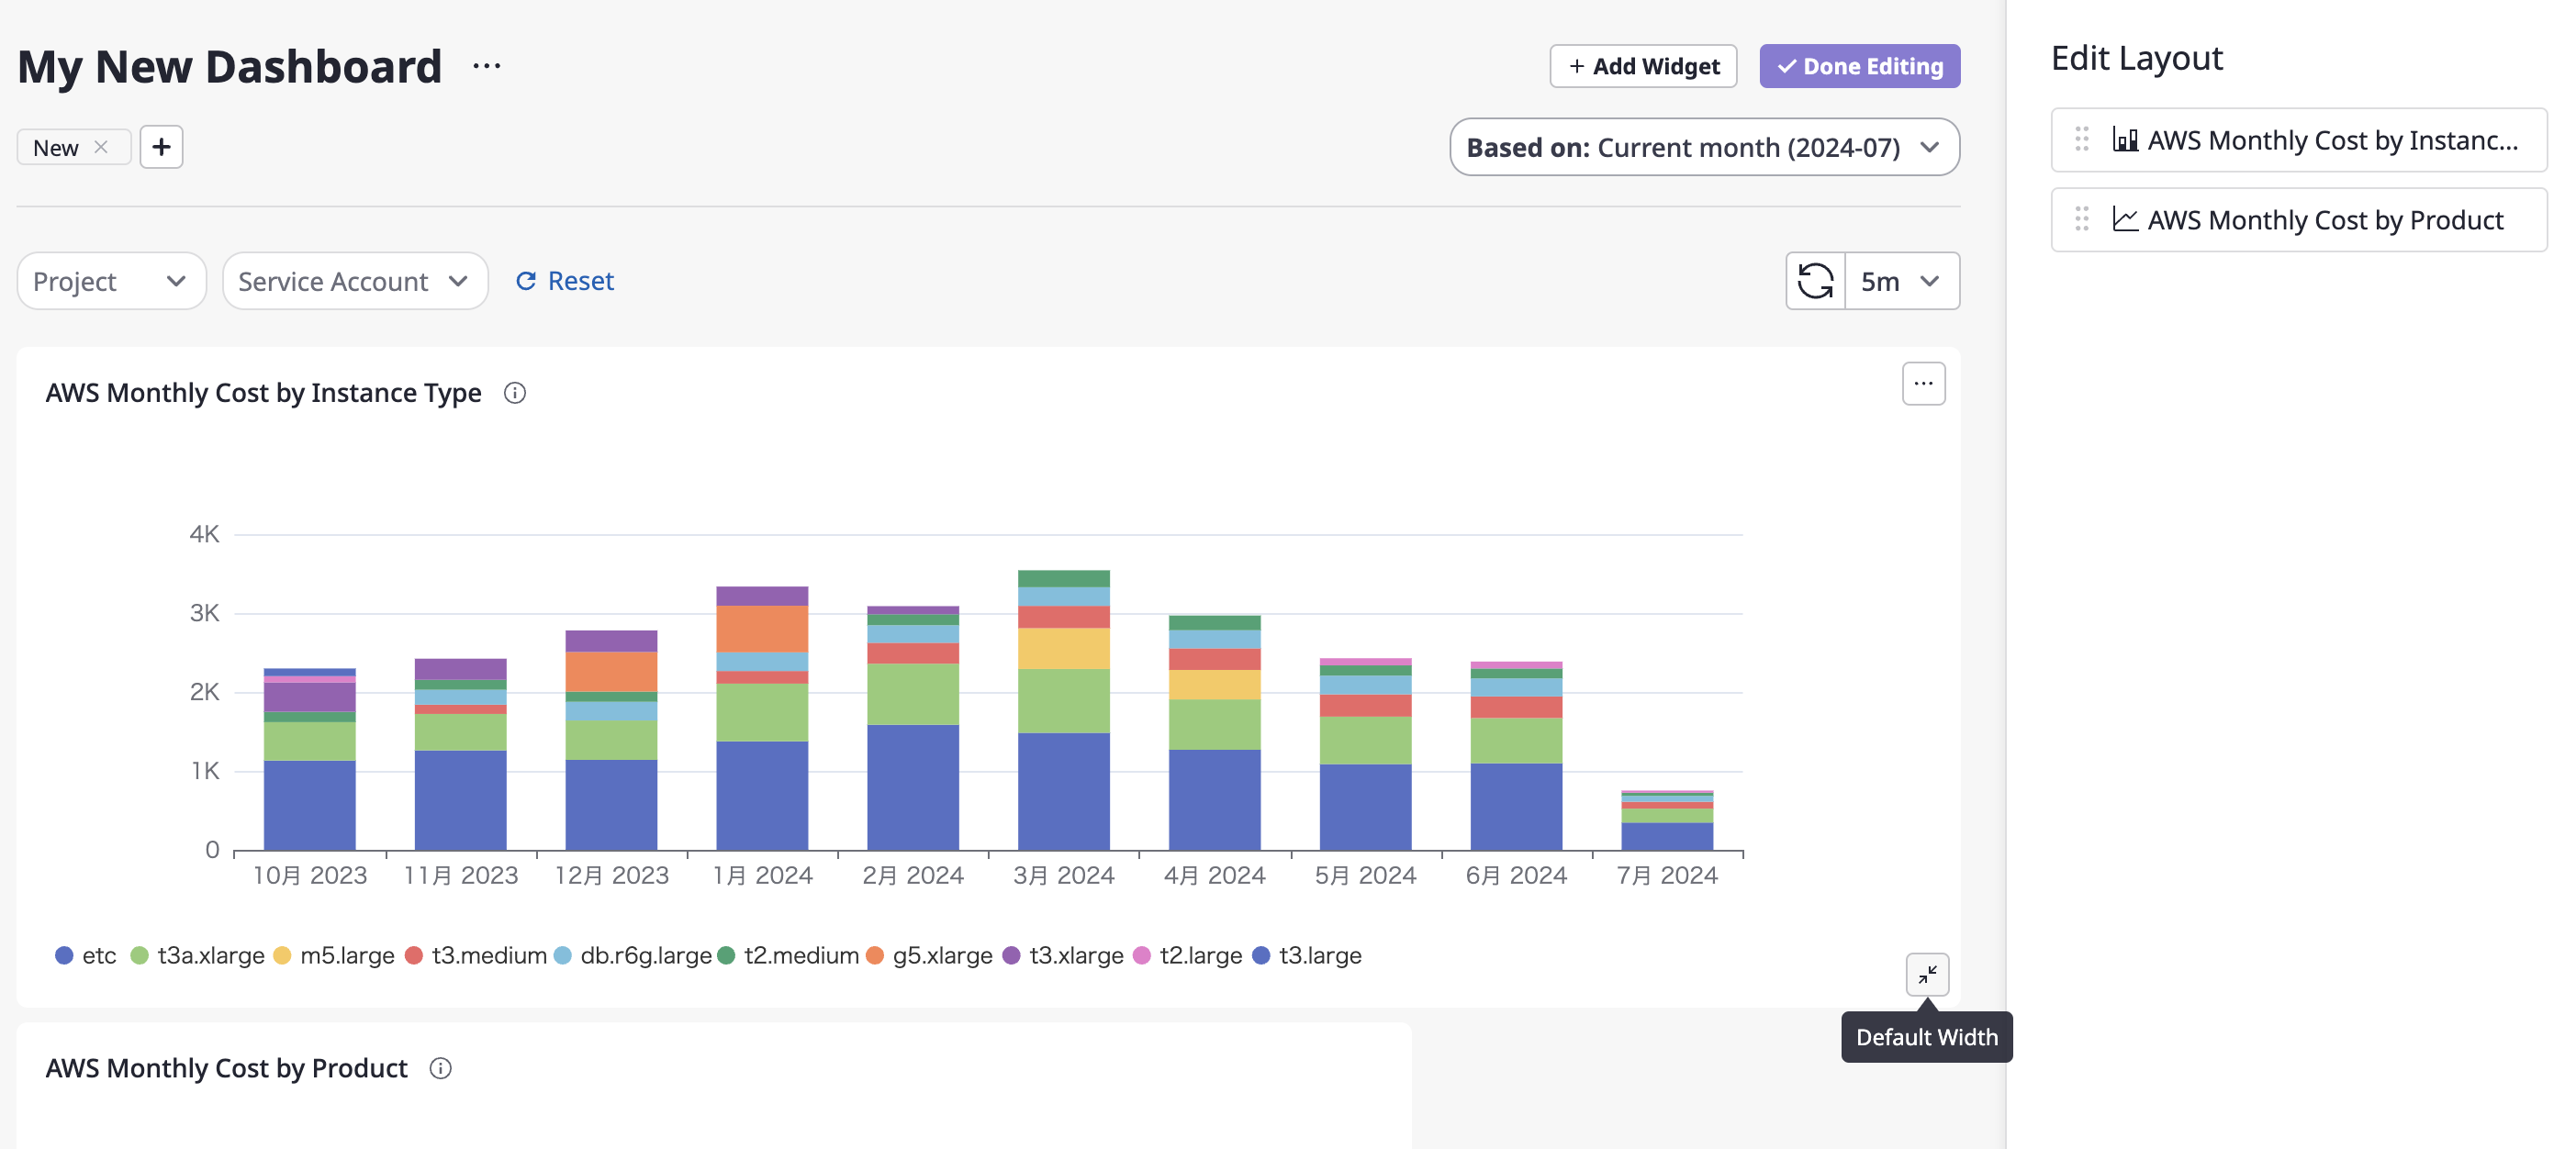 My New Dashboard ...
+ Add Widget
Done Editing
New
Based on: Current month (2024-07)
Project
Service Account
Reset
5m
AWS Monthly Cost by Instance Type
4K
3K
2K
1K
0
10月 2023 11月 2023 12月 2023 1月 2024 2月 2024 3月 2024 4月 2024 5月 2024 6月 2024 7月 2024
etc t3a.xlarge m5.large t3.medium db.r6g.large t2.medium g5.xlarge t3.xlarge t2.large t3.large
Default Width
AWS Monthly Cost by Product
Edit Layout
AWS Monthly Cost by Instanc...
AWS Monthly Cost by Product